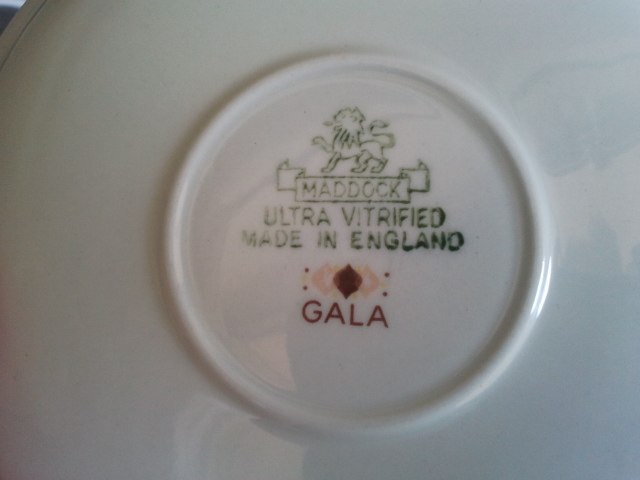 MADDOCK
ULTRA VITRIFIED
MADE IN ENGLAND
GALA